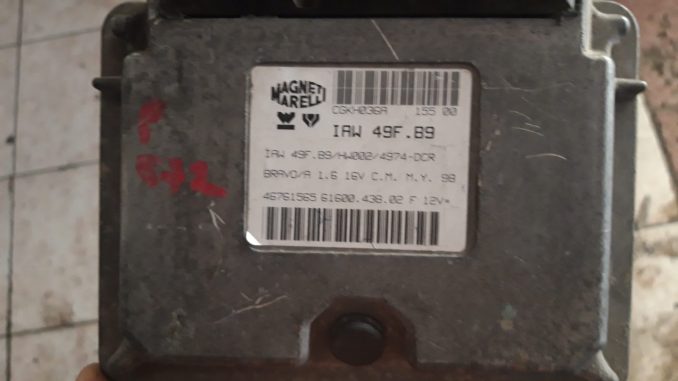 MAGNETI
MARELLI
CGKH036A 155 00
IAW 49F.B9
IAW 49F.B9/HW002/4974-DCR
BRAVO/A 1.6 16V C.M. M.Y. 98
46761565 61600.438.02 F 12V*